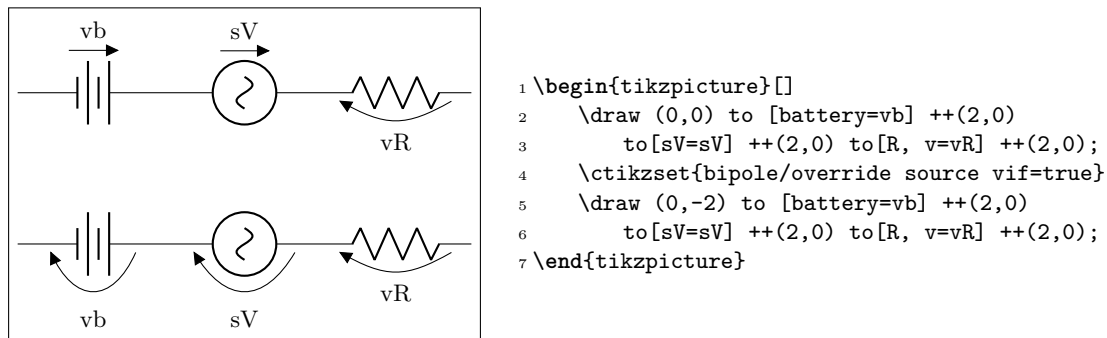 vb sV
vR
vb sV vR
1 \begin{tikzpicture}[]
2 \draw (0,0) to [battery=vb] ++(2,0)
3 to[sV=sV] ++(2,0) to[R, v=vR] ++(2,0);
4 \ctikzset{bipole/override source vif=true}
5 \draw (0,-2) to [battery=vb] ++(2,0)
6 to[sV=sV] ++(2,0) to[R, v=vR] ++(2,0);
7 \end{tikzpicture}